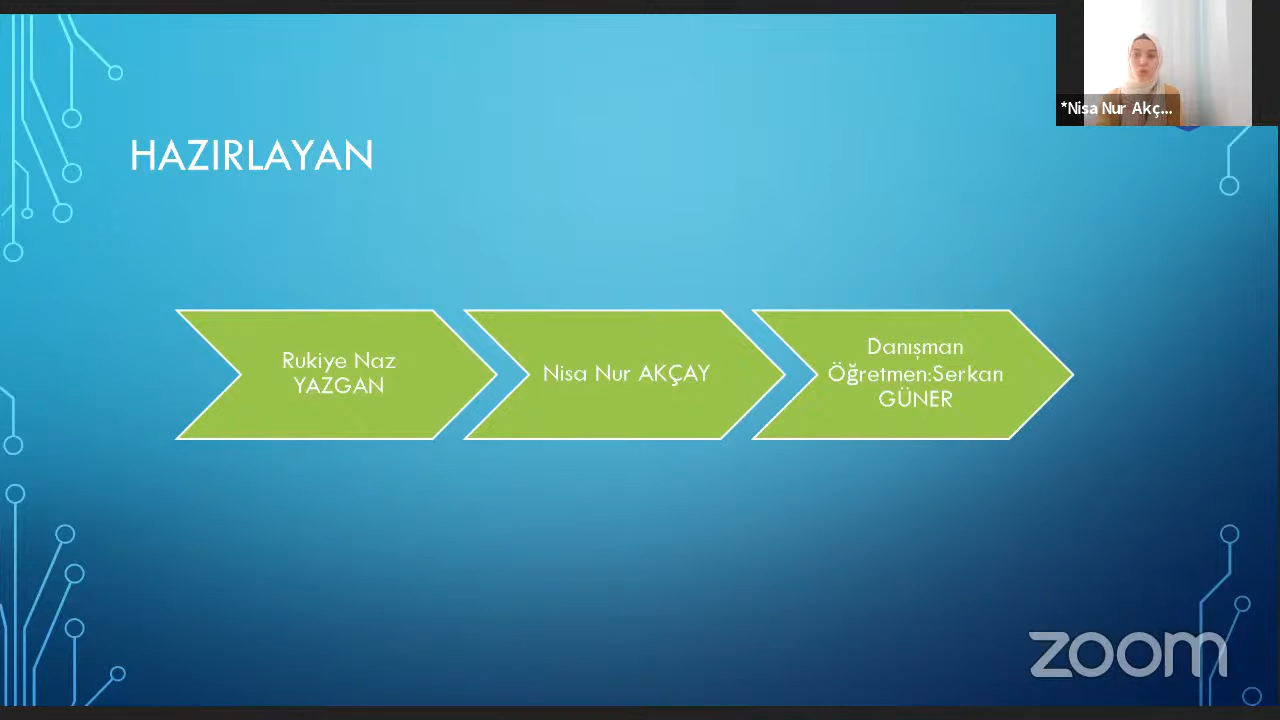 *Nisa Nur Akç...
HAZIRLAYAN
Rukiye Naz
YAZGAN
Nisa Nur AKÇAY
Danışman
Öğretmen:Serkan
GÜNER
zoom